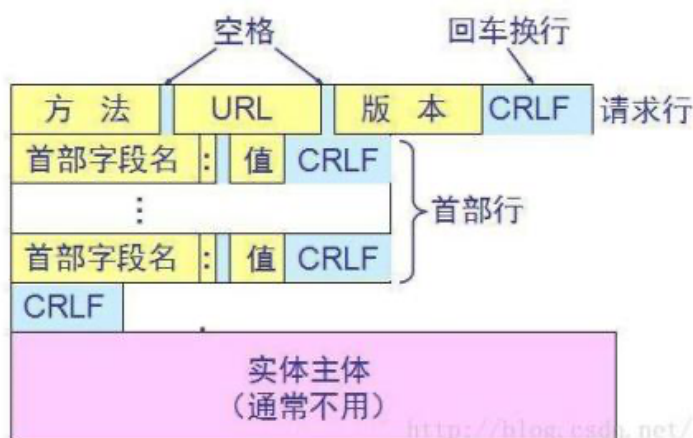 空格 回车换行
方 法 URL 版 本 CRLF 请求行
首部字段名 : 值 CRLF
⋮ 首部行
首部字段名 : 值 CRLF
CRLF
实体主体
（通常不用）
http://blog.csdn.net/